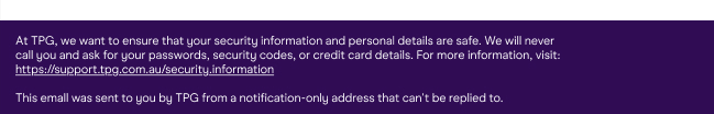 At TPG, we want to ensure that your security information and personal details are safe. We will never
call you and ask for your passwords, security codes, or credit card details. For more information, visit:
https://support.tpg.com.au/security.information
This email was sent to you by TPG from a notification-only address that can't be replied to.